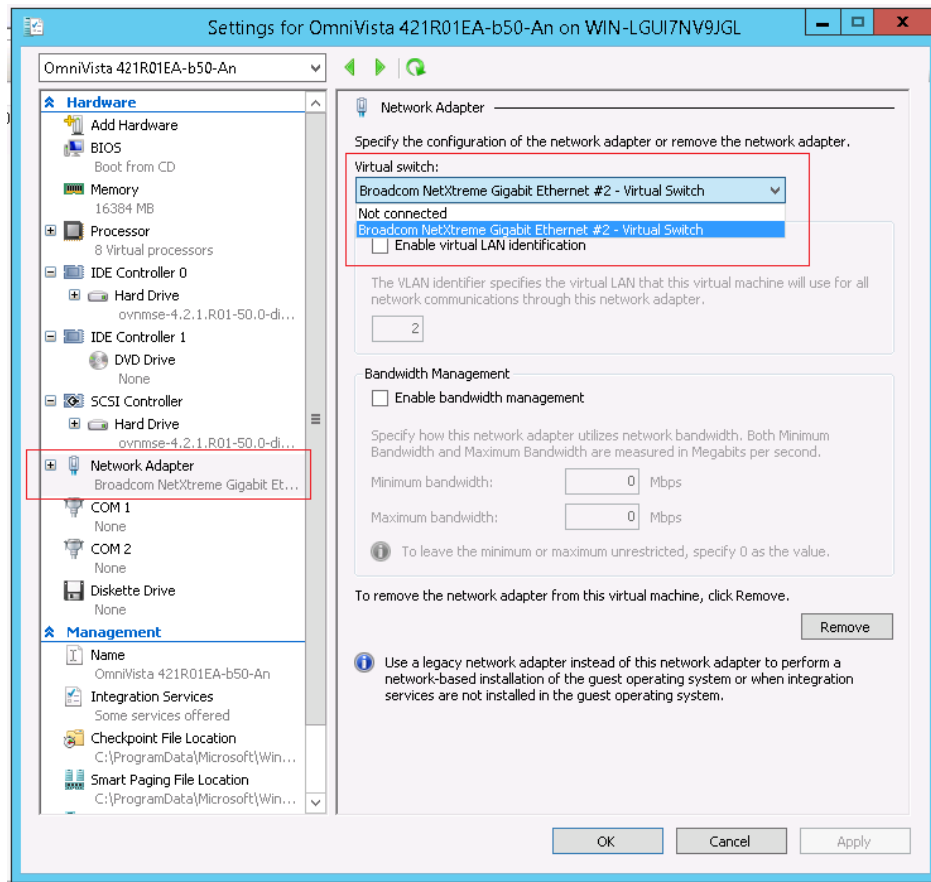 Settings for OmniVista 421R01EA-b50-An on WIN-LGUI7NV9JGL
OmniVista 421R01EA-b50-An
Hardware
Add Hardware
BIOS
Boot from CD
Memory
16384 MB
Processor
8 Virtual processors
IDE Controller 0
Hard Drive
ovnmse-4.2.1.R01-50.0-di...
IDE Controller 1
DVD Drive
None
SCSI Controller
Hard Drive
ovnmse-4.2.1.R01-50.0-di...
Network Adapter
Broadcom NetXtreme Gigabit Et...
COM 1
None
COM 2
None
Diskette Drive
None
Management
Name
OmniVista 421R01EA-b50-An
Integration Services
Some services offered
Checkpoint File Location
C:\ProgramData\Microsoft\Win...
Smart Paging File Location
C:\ProgramData\Microsoft\Win...
Network Adapter
Specify the configuration of the network adapter or remove the network adapter.
Virtual switch:
Broadcom NetXtreme Gigabit Ethernet #2 - Virtual Switch
Not connected
Broadcom NetXtreme Gigabit Ethernet #2 - Virtual Switch
Enable virtual LAN identification
The VLAN identifier specifies the virtual LAN that this virtual machine will use for all
network communications through this network adapter.
2
Bandwidth Management
Enable bandwidth management
Specify how this network adapter utilizes network bandwidth. Both Minimum
Bandwidth and Maximum Bandwidth are measured in Megabits per second.
Minimum bandwidth: 0 Mbps
Maximum bandwidth: 0 Mbps
To leave the minimum or maximum unrestricted, specify 0 as the value.
To remove the network adapter from this virtual machine, click Remove.
Remove
Use a legacy network adapter instead of this network adapter to perform a
network-based installation of the guest operating system or when integration
services are not installed in the guest operating system.
OK Cancel Apply